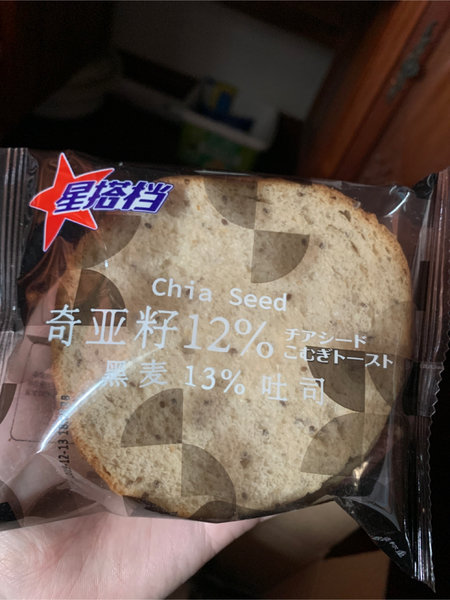 星搭档
Chia Seed
奇亚籽12%
チアシード
こむぎトースト
黑麦 13% 吐司